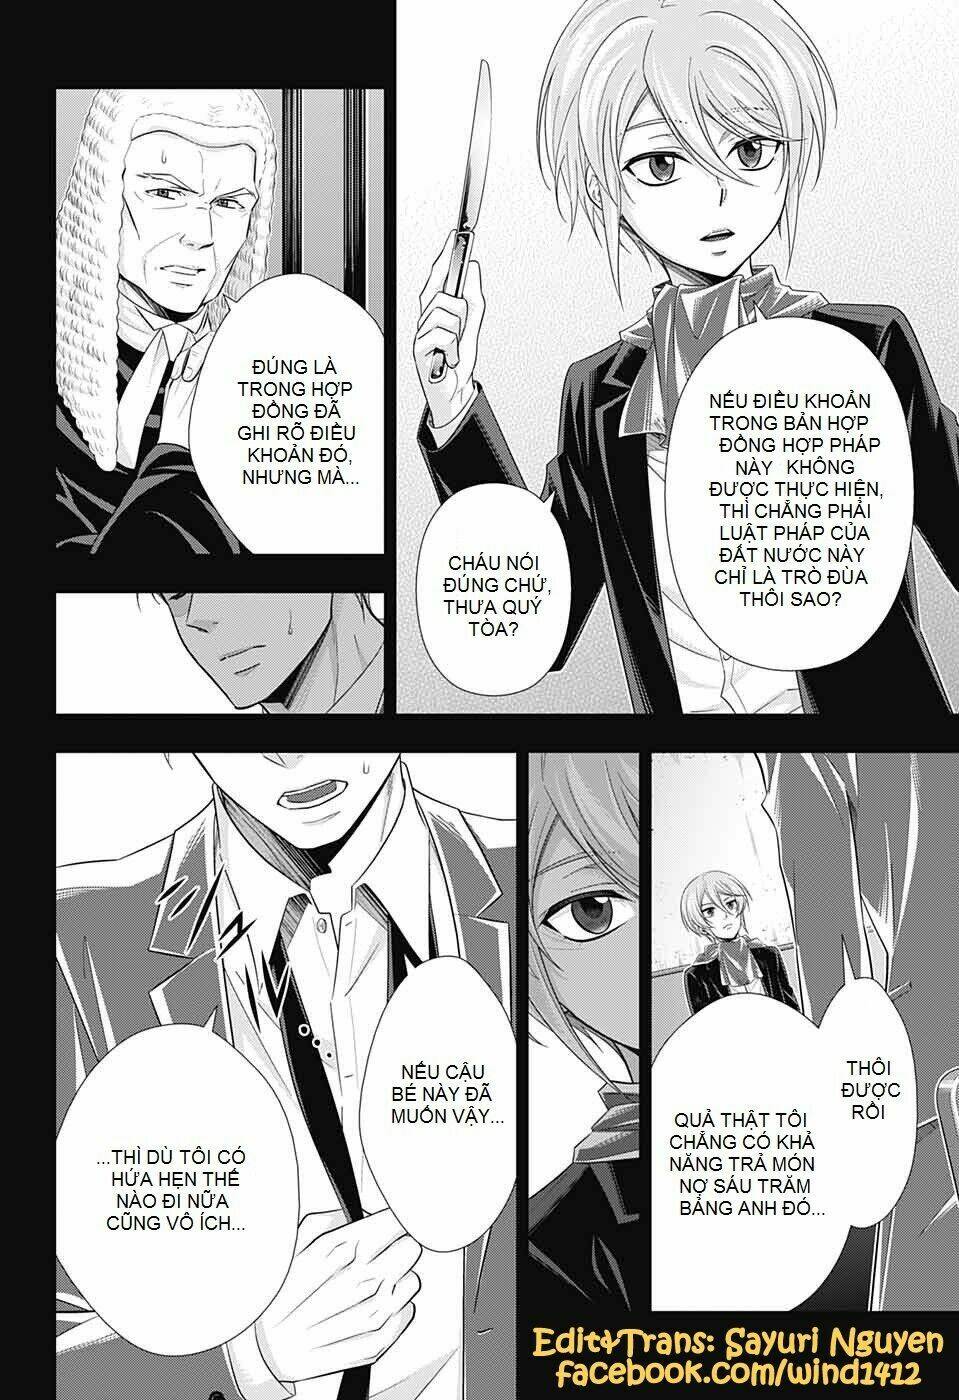 NẾU ĐIỀU KHOẢN
TRONG BẢN HỢP
ĐỒNG HỢP PHÁP
NÀY KHÔNG
ĐƯỢC THỰC HIỆN,
THÌ CHẲNG PHẢI
LUẬT PHÁP CỦA
ĐẤT NƯỚC NÀY
CHỈ LÀ TRÒ ĐÙA
THÔI SAO?
CHÁU NÓI
ĐÚNG CHỨ,
THƯA QUÝ
TÒA?
ĐÚNG LÀ
TRONG HỢP
ĐỒNG ĐÃ
GHI RÕ ĐIỀU
KHOẢN ĐÓ,
NHƯNG MÀ...
THÔI
ĐƯỢC
RỒI
QUẢ THẬT TÔI
CHẲNG CÓ KHẢ
NĂNG TRẢ MÓN
NỢ SÁU TRĂM
BẢNG ANH ĐÓ...
NẾU CẬU
BÉ NÀY ĐÃ
MUỐN VẬY...
...THÌ DÙ TÔI CÓ
HỨA HẸN THẾ
NÀO ĐI NỮA
CŨNG VÔ ÍCH...
Edit&Trans: Sayuri Nguyen
facebook.com/wind1412